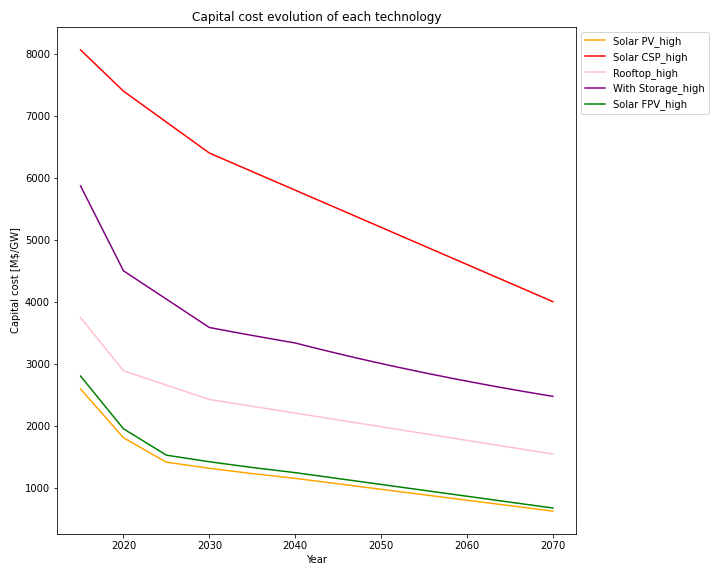 Capital cost evolution of each technology
Solar PV_high
Solar CSP_high
Rooftop_high
With Storage_high
Solar FPV_high
Capital cost [M$/GW]
8000
7000
6000
5000
4000
3000
2000
1000
2020 2030 2040 2050 2060 2070
Year